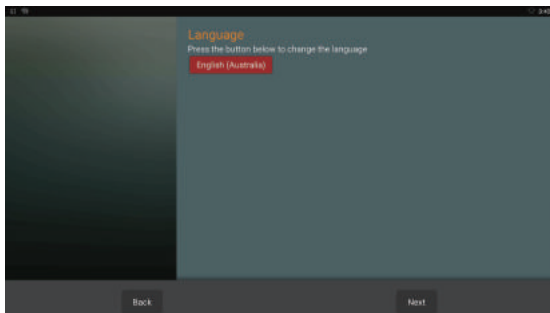 Language
Press the button below to change the language
English (Australia)
Back
Next